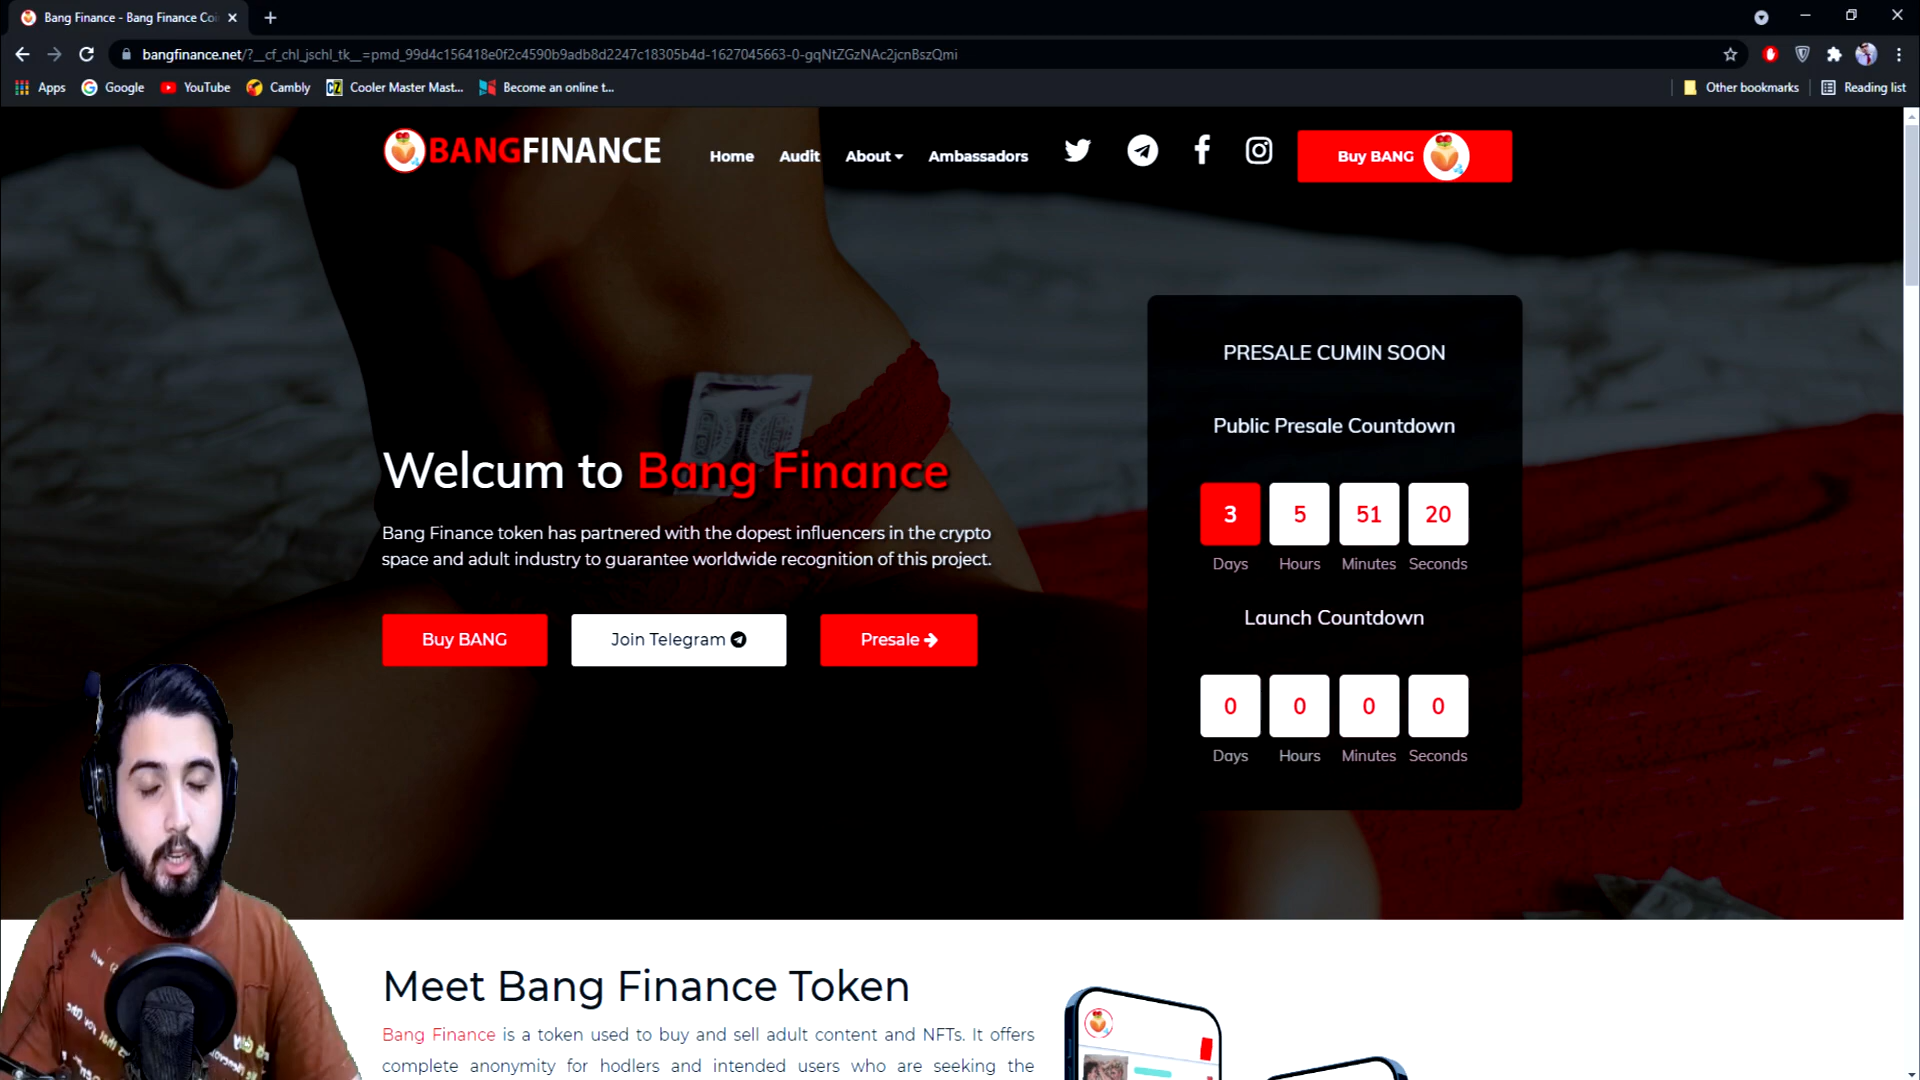 Bang Finance - Bang Finance Coi
bangfinance.net/?__cf_chl_jschl_tk__=pmd_99d4c156418e0f2c4590b9adb8d2247c18305b4d-1627045663-0-gqNtZGzNAc2jcnBszQmi
Apps Google YouTube Cambly Cooler Master Mast... Become an online t... Other bookmarks Reading list
BANGFINANCE Home Audit About Ambassadors Buy BANG
PRESALE CUMIN SOON
Public Presale Countdown
3 5 51 20
Days Hours Minutes Seconds
Launch Countdown
0 0 0 0
Days Hours Minutes Seconds
Welcum to Bang Finance
Bang Finance token has partnered with the dopest influencers in the crypto
space and adult industry to guarantee worldwide recognition of this project.
Buy BANG Join Telegram Presale
Meet Bang Finance Token
Bang Finance is a token used to buy and sell adult content and NFTs. It offers
complete anonymity for hodlers and intended users who are seeking the